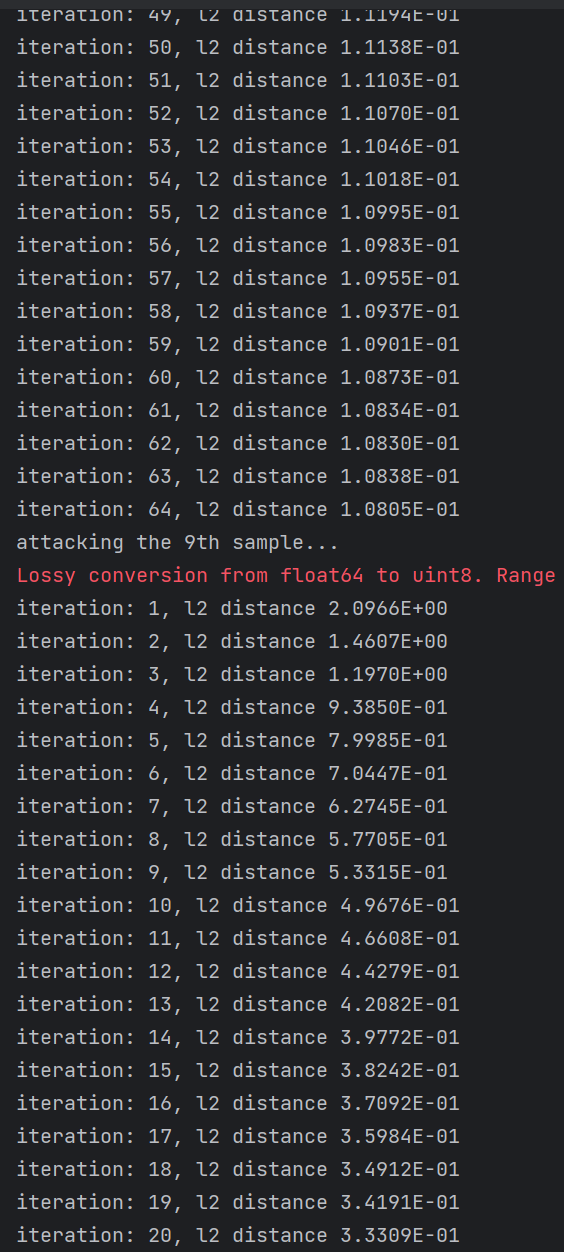 iteration: 49, l2 distance 1.1194E-01
iteration: 50, l2 distance 1.1138E-01
iteration: 51, l2 distance 1.1103E-01
iteration: 52, l2 distance 1.1070E-01
iteration: 53, l2 distance 1.1046E-01
iteration: 54, l2 distance 1.1018E-01
iteration: 55, l2 distance 1.0995E-01
iteration: 56, l2 distance 1.0983E-01
iteration: 57, l2 distance 1.0955E-01
iteration: 58, l2 distance 1.0937E-01
iteration: 59, l2 distance 1.0901E-01
iteration: 60, l2 distance 1.0873E-01
iteration: 61, l2 distance 1.0834E-01
iteration: 62, l2 distance 1.0830E-01
iteration: 63, l2 distance 1.0838E-01
iteration: 64, l2 distance 1.0805E-01
attacking the 9th sample...
Lossy conversion from float64 to uint8. Range
iteration: 1, l2 distance 2.0966E+00
iteration: 2, l2 distance 1.4607E+00
iteration: 3, l2 distance 1.1970E+00
iteration: 4, l2 distance 9.3850E-01
iteration: 5, l2 distance 7.9985E-01
iteration: 6, l2 distance 7.0447E-01
iteration: 7, l2 distance 6.2745E-01
iteration: 8, l2 distance 5.7705E-01
iteration: 9, l2 distance 5.3315E-01
iteration: 10, l2 distance 4.9676E-01
iteration: 11, l2 distance 4.6608E-01
iteration: 12, l2 distance 4.4279E-01
iteration: 13, l2 distance 4.2082E-01
iteration: 14, l2 distance 3.9772E-01
iteration: 15, l2 distance 3.8242E-01
iteration: 16, l2 distance 3.7092E-01
iteration: 17, l2 distance 3.5984E-01
iteration: 18, l2 distance 3.4912E-01
iteration: 19, l2 distance 3.4191E-01
iteration: 20, l2 distance 3.3309E-01